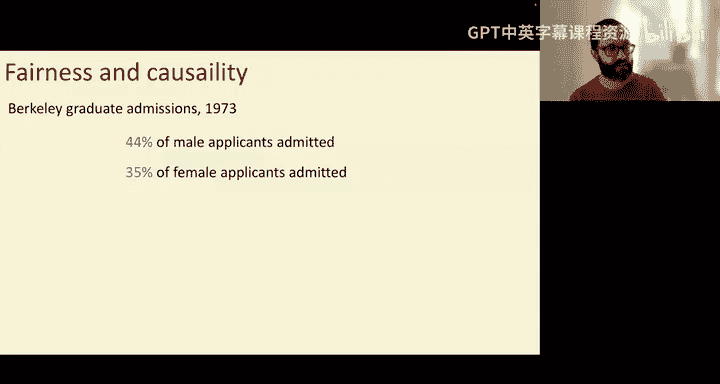 GPT中英字幕课程资源 bilibili
Fairness and causaility
Berkeley graduate admissions, 1973
44% of male applicants admitted
35% of female applicants admitted